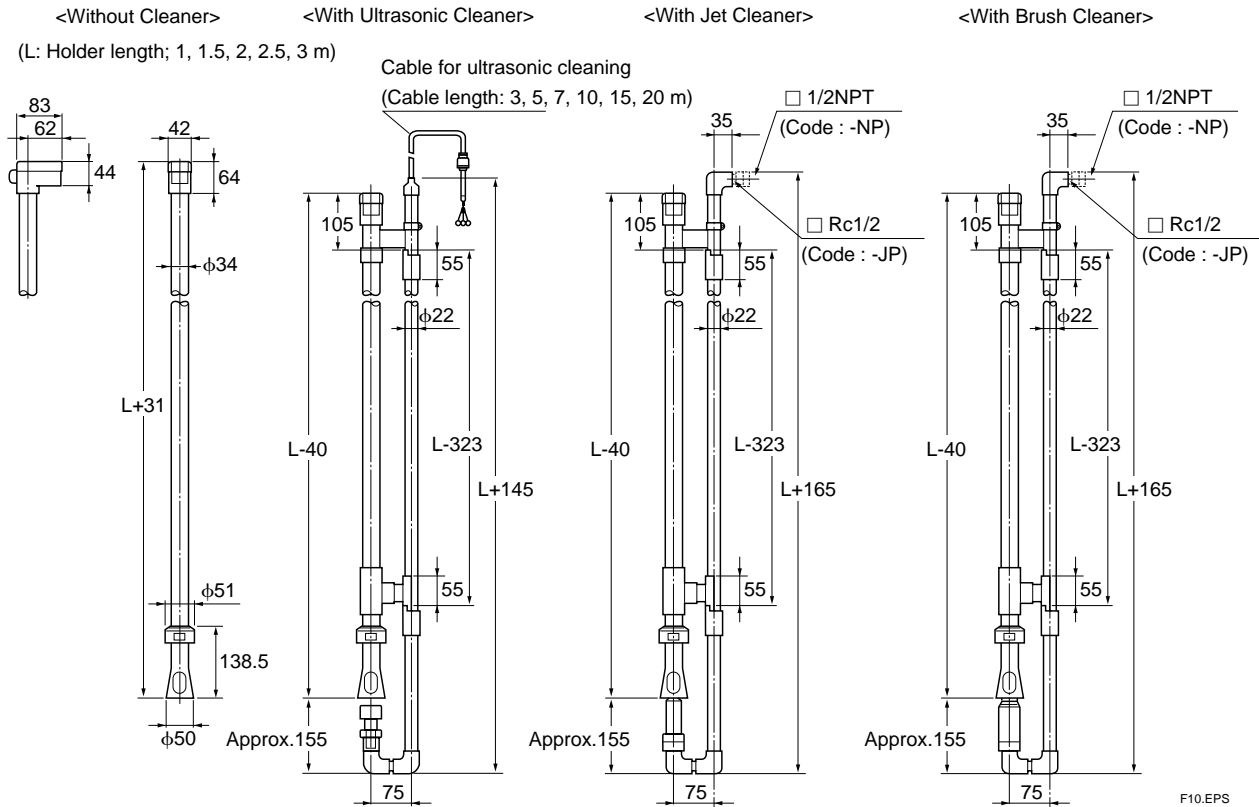 <Without Cleaner>
<With Ultrasonic Cleaner>
<With Jet Cleaner>
<With Brush Cleaner>
(L: Holder length; 1, 1.5, 2, 2.5, 3 m)
Cable for ultrasonic cleaning
(Cable length: 3, 5, 7, 10, 15, 20 m)
83
62
44
42
64
ϕ34
L+31
ϕ51
138.5
ϕ50
105
55
ϕ22
L-40
L-323
L+145
55
Approx.155
75
35
□ 1/2NPT
(Code : -NP)
□ Rc1/2
(Code : -JP)
105
55
ϕ22
L-40
L-323
L+165
55
Approx.155
75
35
□ 1/2NPT
(Code : -NP)
□ Rc1/2
(Code : -JP)
105
55
ϕ22
L-40
L-323
L+165
55
Approx.155
75
F10.EPS